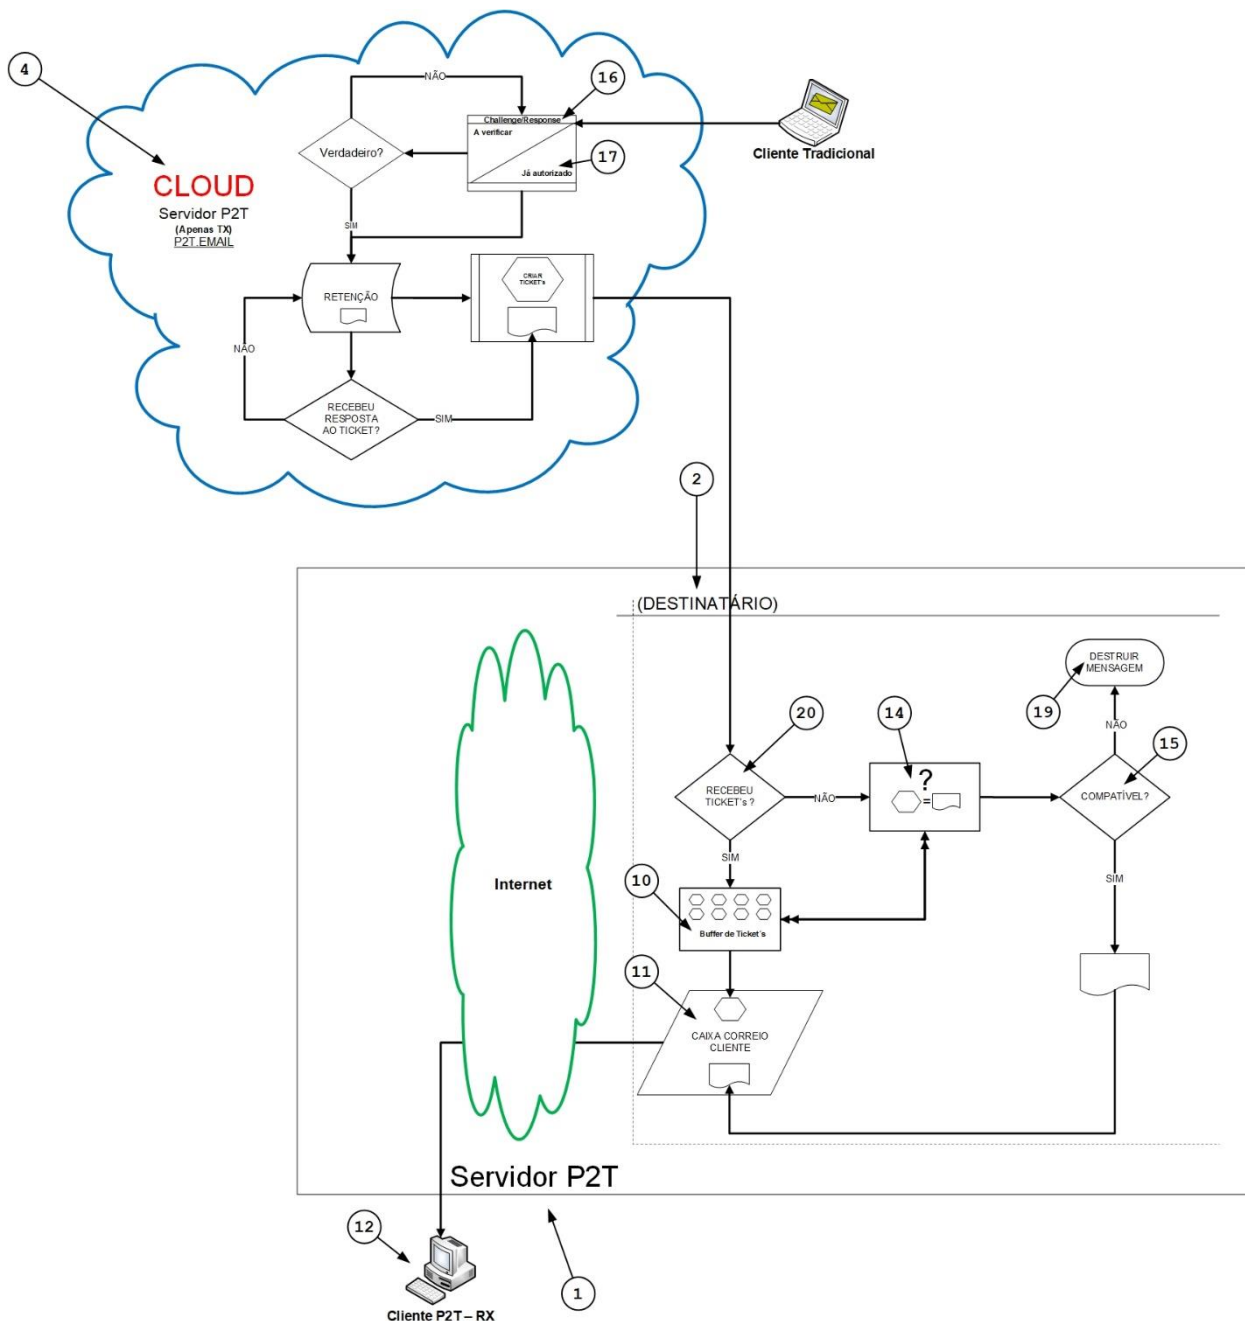 4
NÃO
16
Challenge/Response
A verificar
Verdadeiro?
17
Já autorizado
Cliente Tradicional
CLOUD
Servidor P2T
(Apenas TX)
P2T.EMAIL
SIM
CRIAR
TICKET's
RETENÇÃO
NÃO
RECEBEU
RESPOSTA
AO TICKET?
SIM
2
(DESTINATÁRIO)
DESTRUIR
MENSAGEM
19
20
14
NÃO
15
?
RECEBEU
TICKET's ?
NÃO
=
COMPATÍVEL?
SIM
SIM
10
Internet
Buffer de Ticket´s
11
CAIXA CORREIO
CLIENTE
Servidor P2T
12
1
Cliente P2T – RX